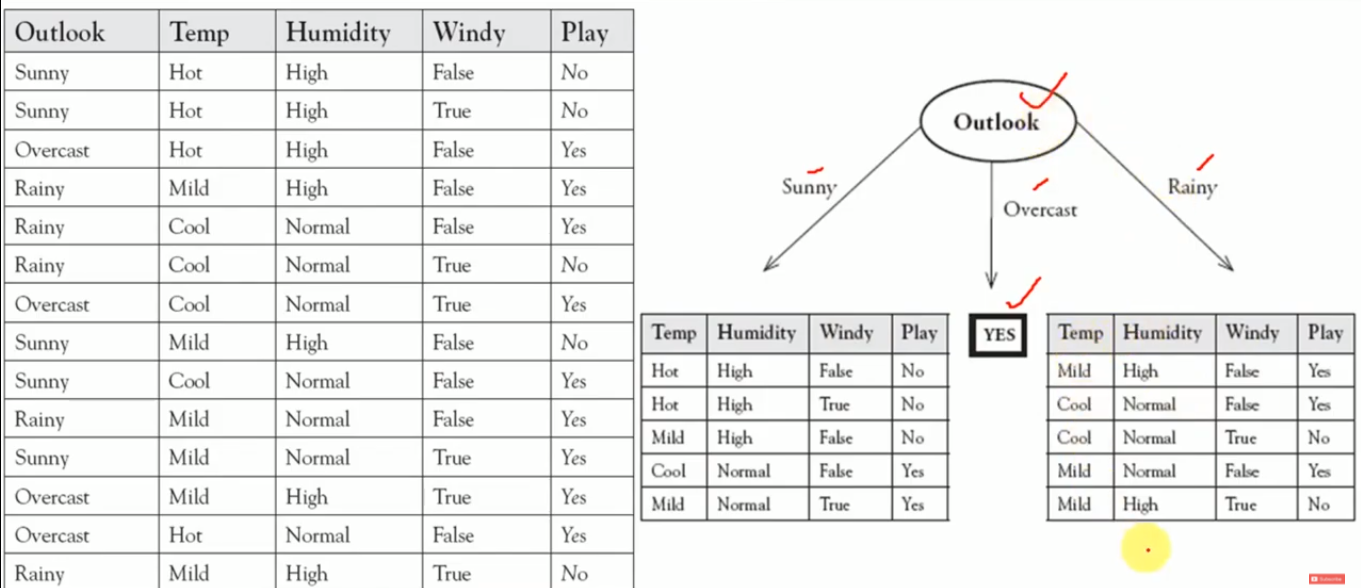 Outlook Temp Humidity Windy Play
Sunny Hot High False No
Sunny Hot High True No
Overcast Hot High False Yes
Rainy Mild High False Yes
Rainy Cool Normal False Yes
Rainy Cool Normal True No
Overcast Cool Normal True Yes
Sunny Mild High False No
Sunny Cool Normal False Yes
Rainy Mild Normal False Yes
Sunny Mild Normal True Yes
Overcast Mild High True Yes
Overcast Hot Normal False Yes
Rainy Mild High True No
Outlook
Sunny
Overcast
Rainy
Temp Humidity Windy Play
Hot High False No
Hot High True No
Mild High False No
Cool Normal False Yes
Mild Normal True Yes
YES
Temp Humidity Windy Play
Mild High False Yes
Cool Normal False Yes
Cool Normal True No
Mild Normal False Yes
Mild High True No
Subscribe